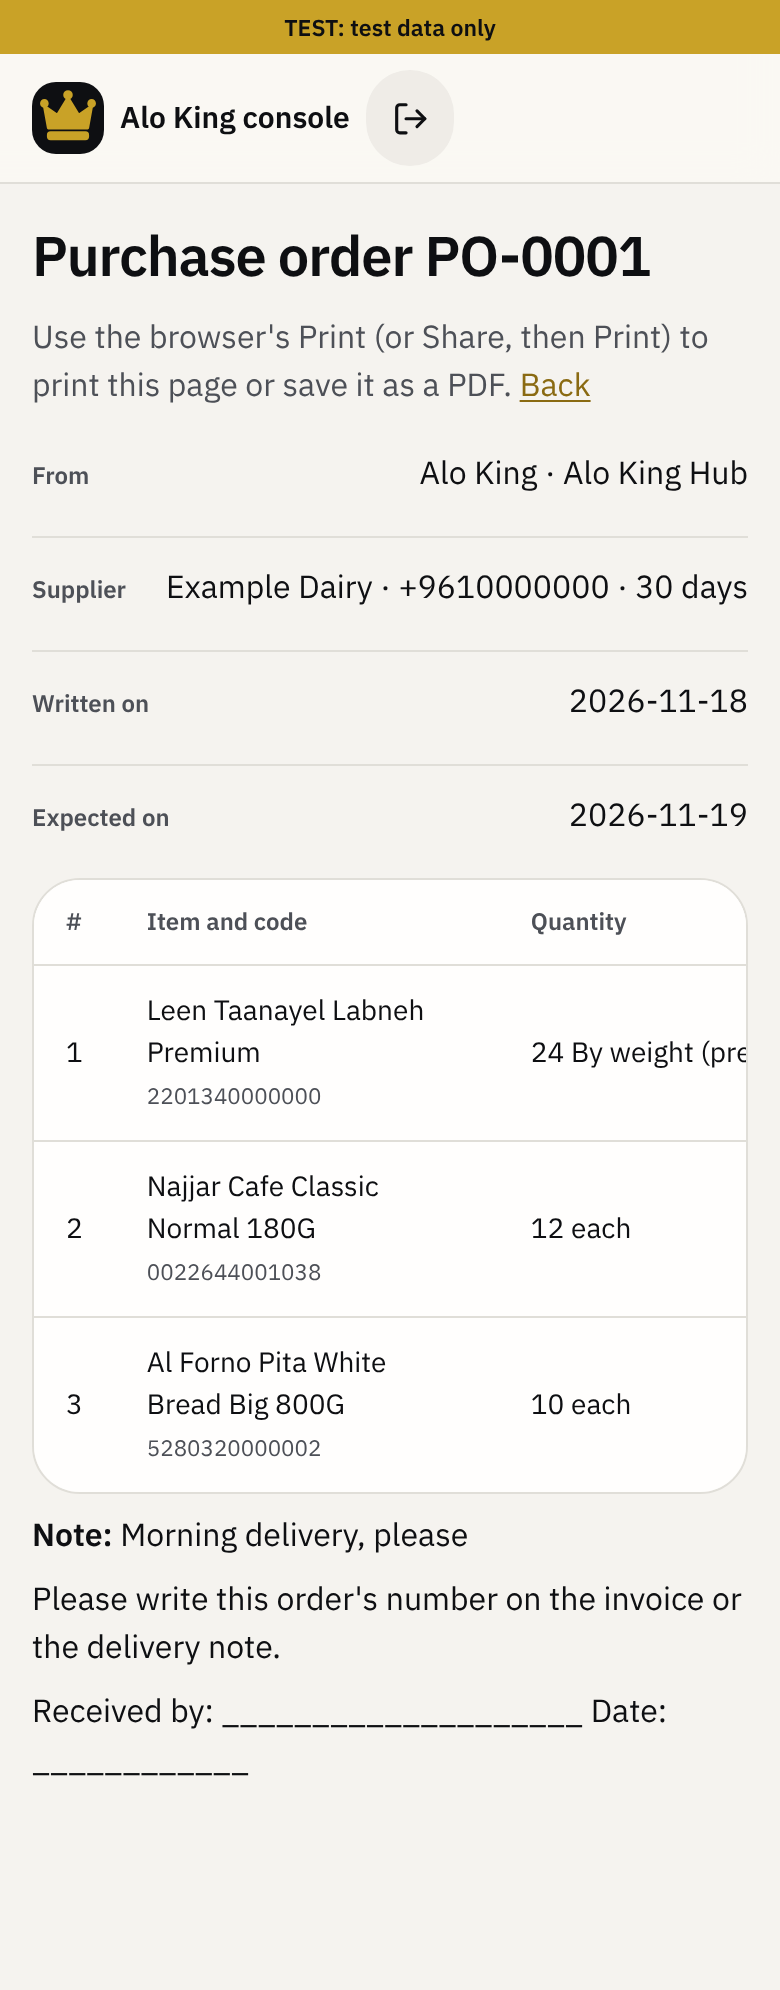 TEST: test data only
Alo King console
Purchase order PO-0001
Use the browser's Print (or Share, then Print) to
print this page or save it as a PDF. Back
From Alo King · Alo King Hub
Supplier Example Dairy · +9610000000 · 30 days
Written on 2026-11-18
Expected on 2026-11-19
# Item and code Quantity
Leen Taanayel Labneh
1 Premium 24 By weight (pre
2201340000000
Najjar Cafe Classic
2 Normal 180G 12 each
0022644001038
Al Forno Pita White
3 Bread Big 800G 10 each
5280320000002
Note: Morning delivery, please
Please write this order's number on the invoice or
the delivery note.
Received by: ____________________ Date:
____________